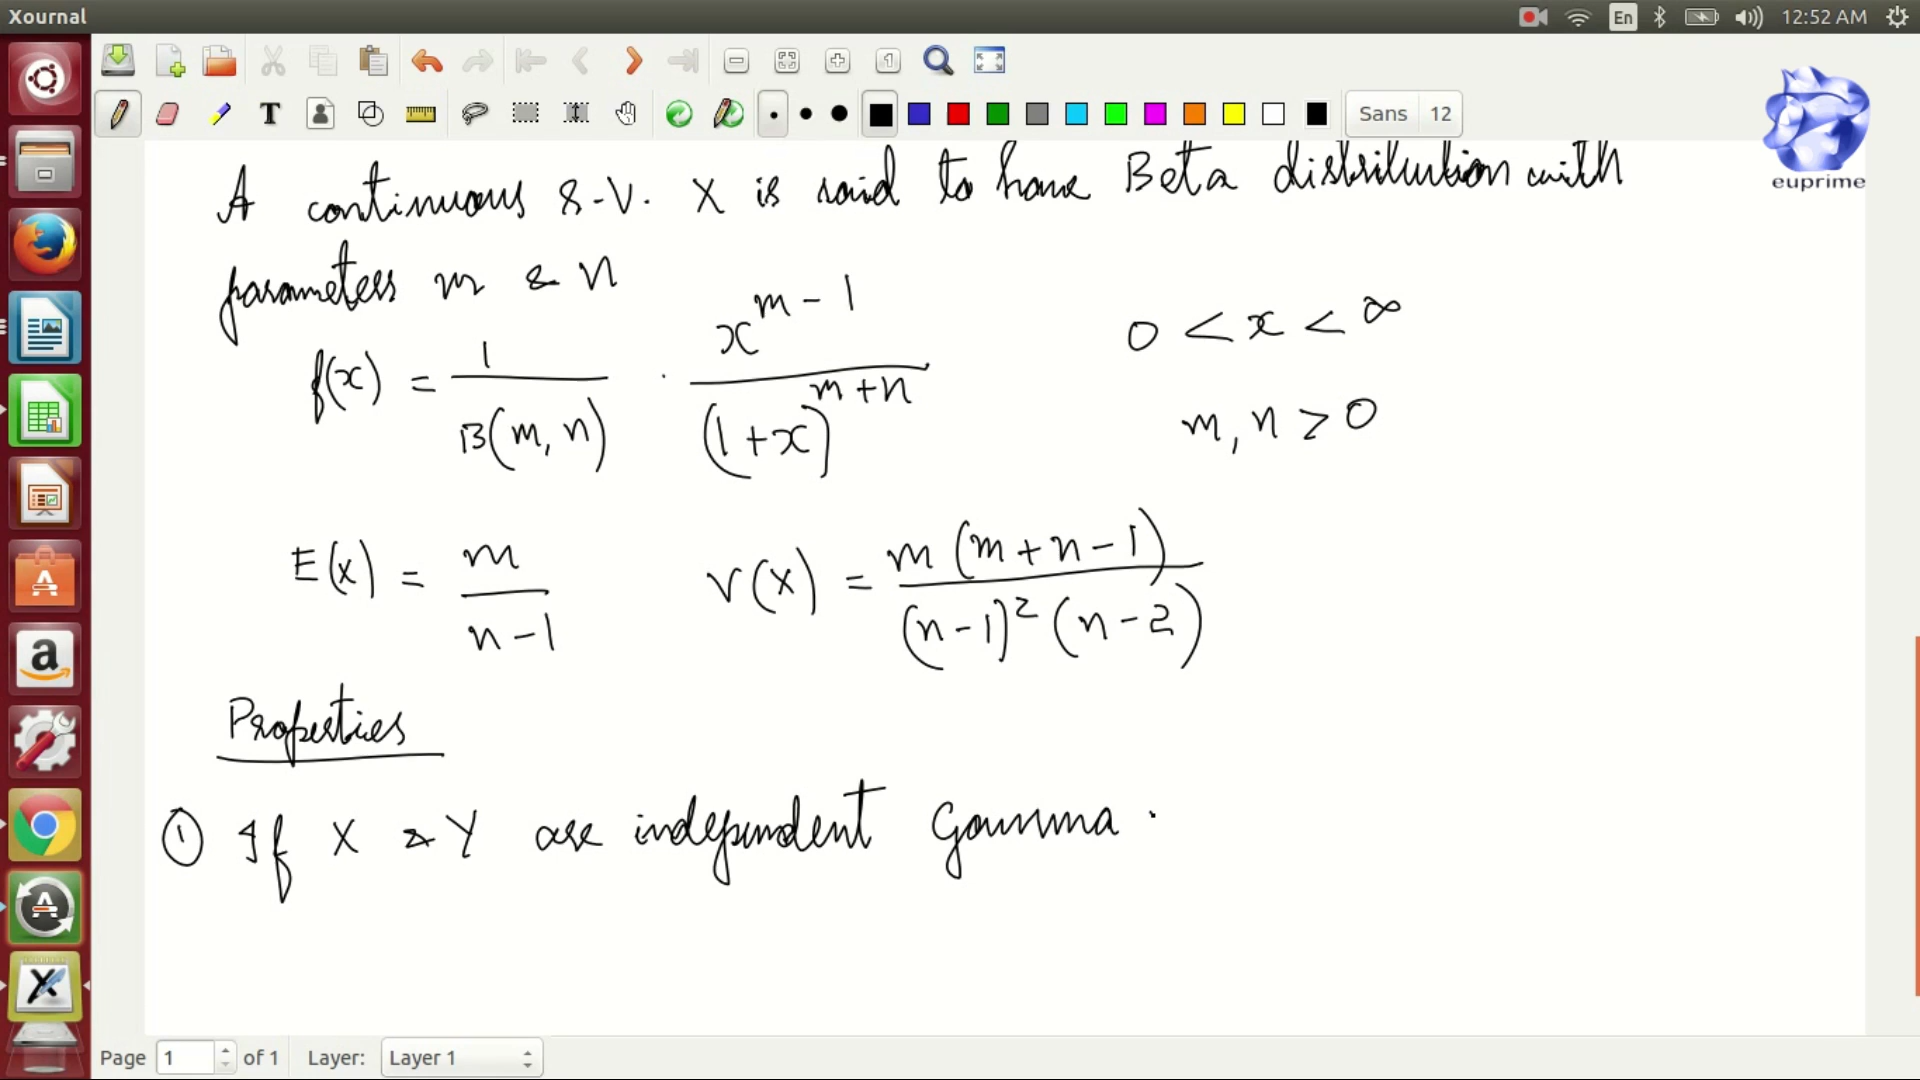 Xournal
En 12:52 AM
Sans 12
euprime
A continuous r.V. X is said to have Beta distribution with
parameters m & n
f(x) = 1/B(m, n) · x^(m-1)/(1+x)^(m+n) 0 < x < ∞
m, n > 0
E(x) = m/(n-1) V(X) = m(m+n-1)/((n-1)^2 (n-2))
Properties
① If X & Y are independent Gamma
Page 1 of 1 Layer: Layer 1